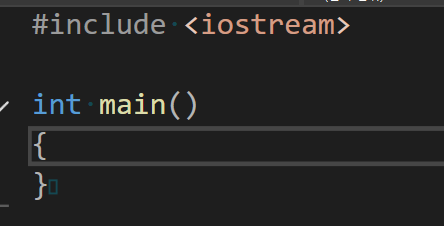 #include <iostream>
int main()
{
}